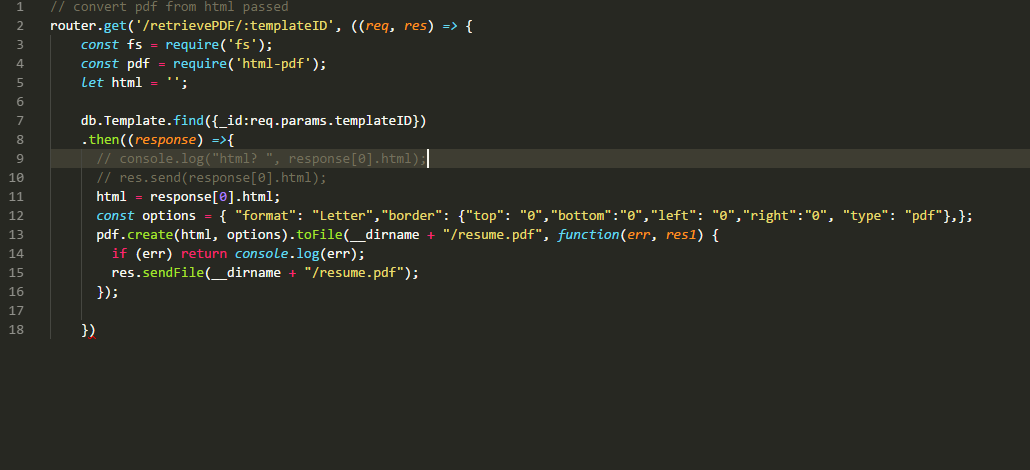 1 // convert pdf from html passed
2 router.get('/retrievePDF/:templateID', ((req, res) => {
3 const fs = require('fs');
4 const pdf = require('html-pdf');
5 let html = '';
6
7 db.Template.find({_id:req.params.templateID})
8 .then((response) =>{
9 // console.log("html? ", response[0].html);
10 // res.send(response[0].html);
11 html = response[0].html;
12 const options = { "format": "Letter","border": {"top": "0","bottom":"0","left": "0","right":"0", "type": "pdf"},};
13 pdf.create(html, options).toFile(__dirname + "/resume.pdf", function(err, res1) {
14 if (err) return console.log(err);
15 res.sendFile(__dirname + "/resume.pdf");
16 });
17
18 })